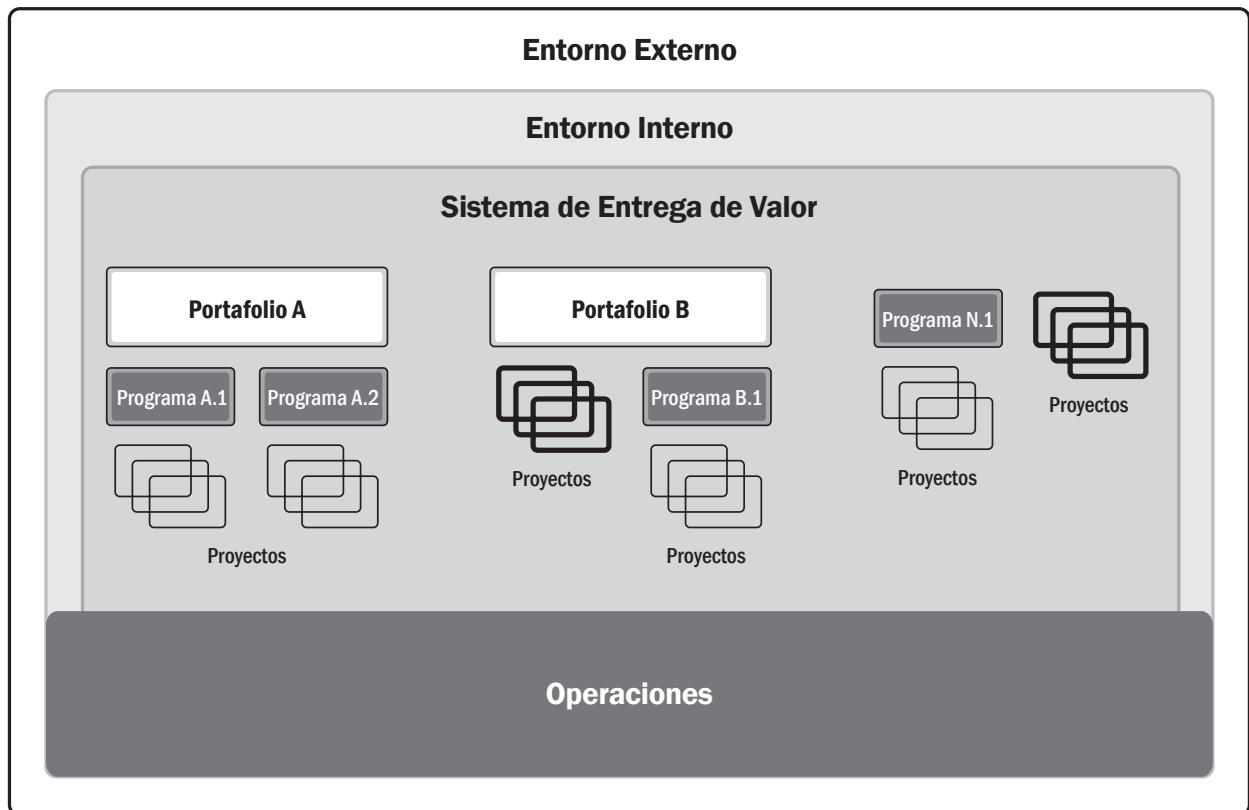 Entorno Externo
Entorno Interno
Sistema de Entrega de Valor
Portafolio A
Portafolio B
Programa N.1
Proyectos
Programa A.1
Programa A.2
Programa B.1
Proyectos
Proyectos
Proyectos
Proyectos
Operaciones